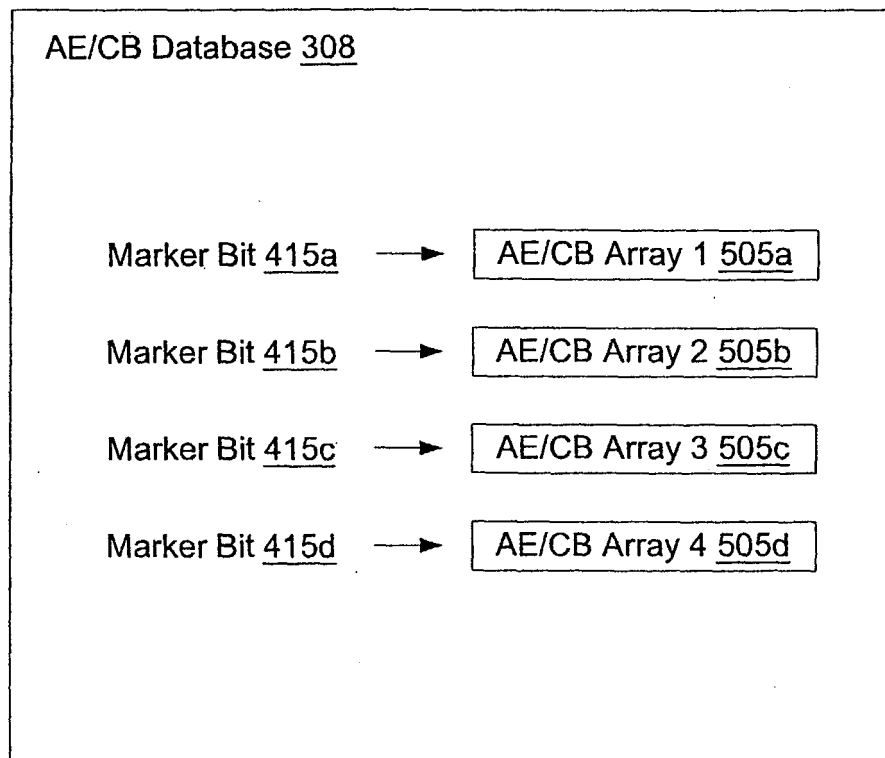 AE/CB Database 308
Marker Bit 415a → AE/CB Array 1 505a
Marker Bit 415b → AE/CB Array 2 505b
Marker Bit 415c → AE/CB Array 3 505c
Marker Bit 415d → AE/CB Array 4 505d